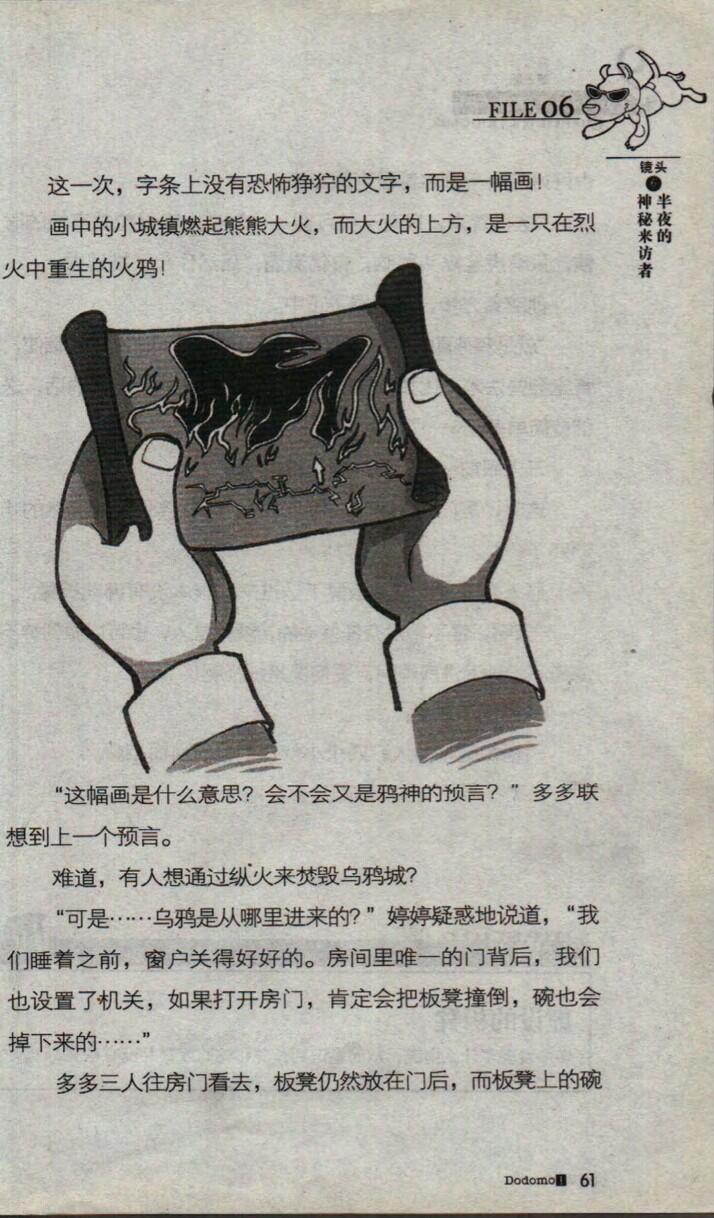 FILE 06
镜头
半夜的
神秘来访者
这一次，字条上没有恐怖狰狞的文字，而是一幅画！
画中的小城镇燃起熊熊大火，而大火的上方，是一只在烈
火中重生的火鸦！
“这幅画是什么意思？会不会又是鸦神的预言？”多多联
想到上一个预言。
难道，有人想通过纵火来焚毁乌鸦城？
“可是……乌鸦是从哪里进来的？”婷婷疑惑地说道，“我
们睡着之前，窗户关得好好的。房间里唯一的门背后，我们
也设置了机关，如果打开房门，肯定会把板凳撞倒，碗也会
掉下来的……”
多多三人往房门看去，板凳仍然放在门后，而板凳上的碗
Dodomo 61